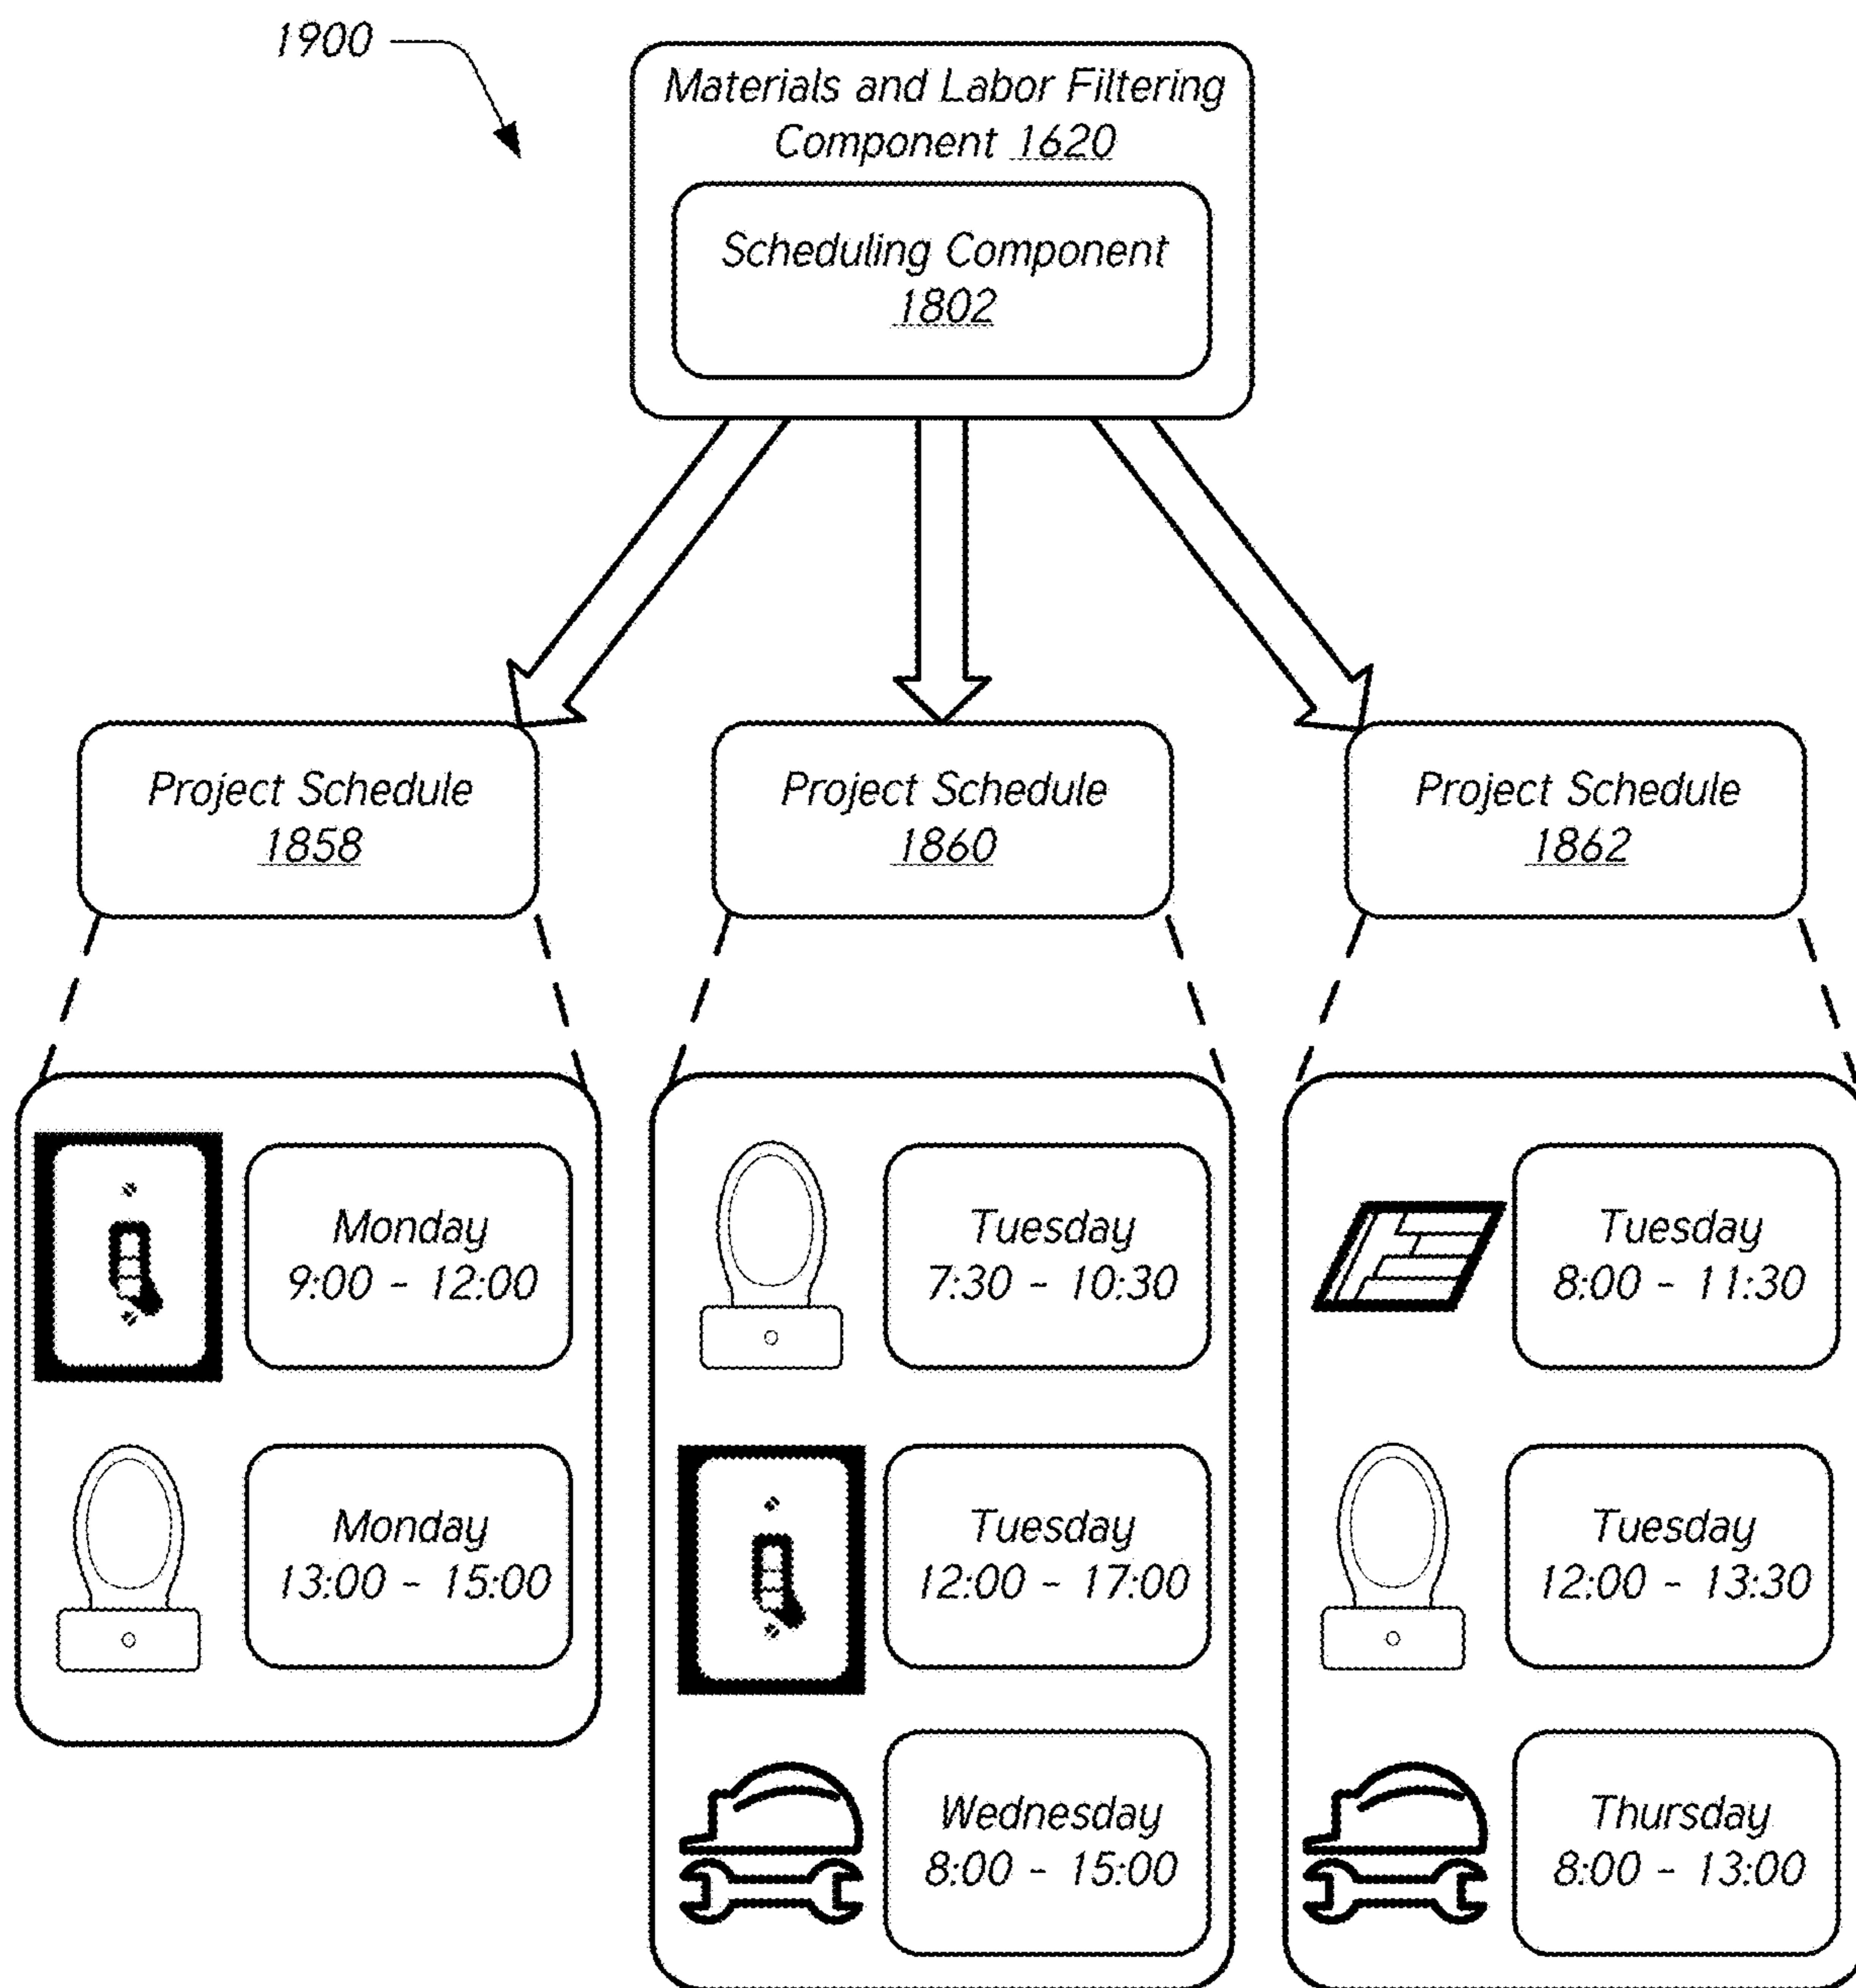 1900
Materials and Labor Filtering
Component 1620
Scheduling Component
1802
Project Schedule
1858
Project Schedule
1860
Project Schedule
1862
Monday
9:00 - 12:00
Monday
13:00 - 15:00
Tuesday
7:30 - 10:30
Tuesday
12:00 - 17:00
Wednesday
8:00 - 15:00
Tuesday
8:00 - 11:30
Tuesday
12:00 - 13:30
Thursday
8:00 - 13:00